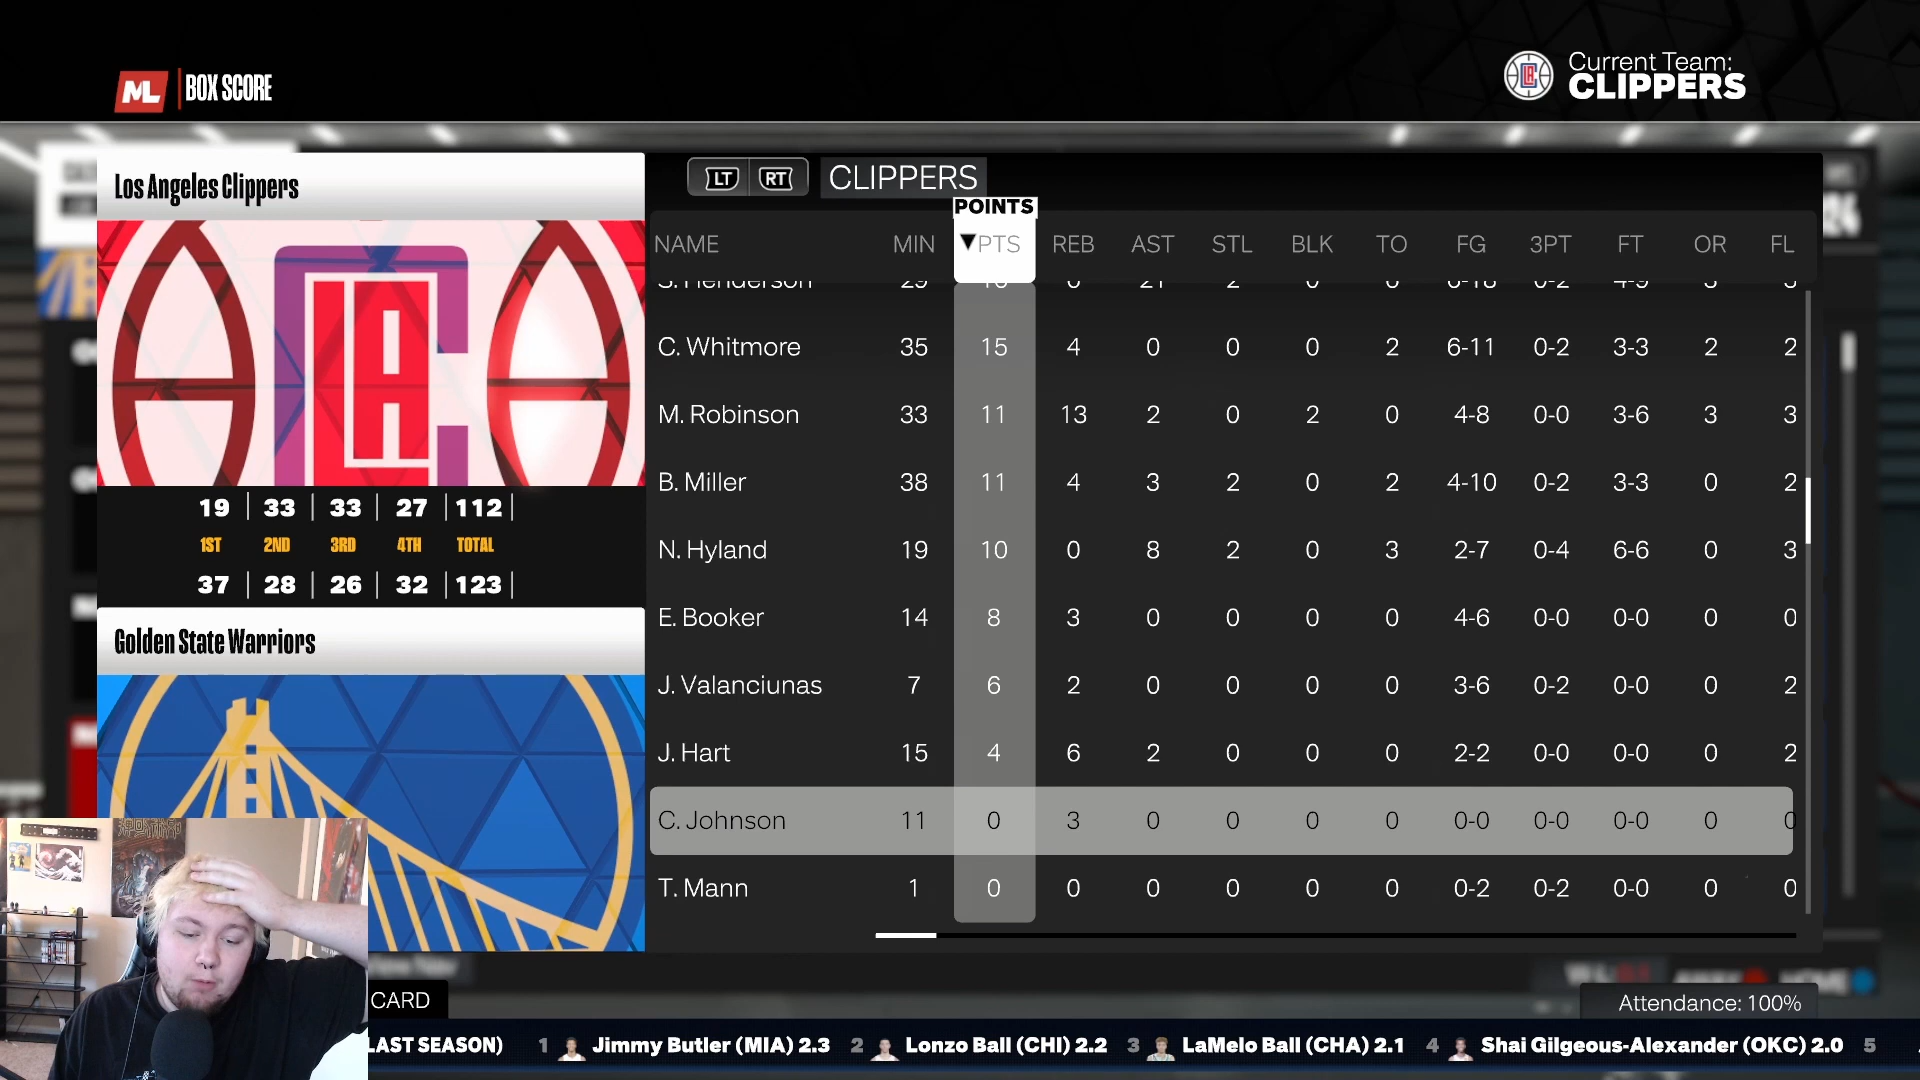 ML BOX SCORE
Current Team:
CLIPPERS
Los Angeles Clippers
19 33 33 27 112
1ST 2ND 3RD 4TH TOTAL
37 28 26 32 123
Golden State Warriors
LT RT CLIPPERS
POINTS
NAME MIN ▼PTS REB AST STL BLK TO FG 3PT FT OR FL
S. Henderson
C. Whitmore 35 15 4 0 0 0 2 6-11 0-2 3-3 2 2
M. Robinson 33 11 13 2 0 2 0 4-8 0-0 3-6 3 3
B. Miller 38 11 4 3 2 0 2 4-10 0-2 3-3 0 2
N. Hyland 19 10 0 8 2 0 3 2-7 0-4 6-6 0 3
E. Booker 14 8 3 0 0 0 0 4-6 0-0 0-0 0 0
J. Valanciunas 7 6 2 0 0 0 0 3-6 0-2 0-0 0 2
J. Hart 15 4 6 2 0 0 0 2-2 0-0 0-0 0 2
C. Johnson 11 0 3 0 0 0 0 0-0 0-0 0-0 0 0
T. Mann 1 0 0 0 0 0 0 0-2 0-2 0-0 0 0
CARD
Attendance: 100%
LAST SEASON) 1 Jimmy Butler (MIA) 2.3 2 Lonzo Ball (CHI) 2.2 3 LaMelo Ball (CHA) 2.1 4 Shai Gilgeous-Alexander (OKC) 2.0 5